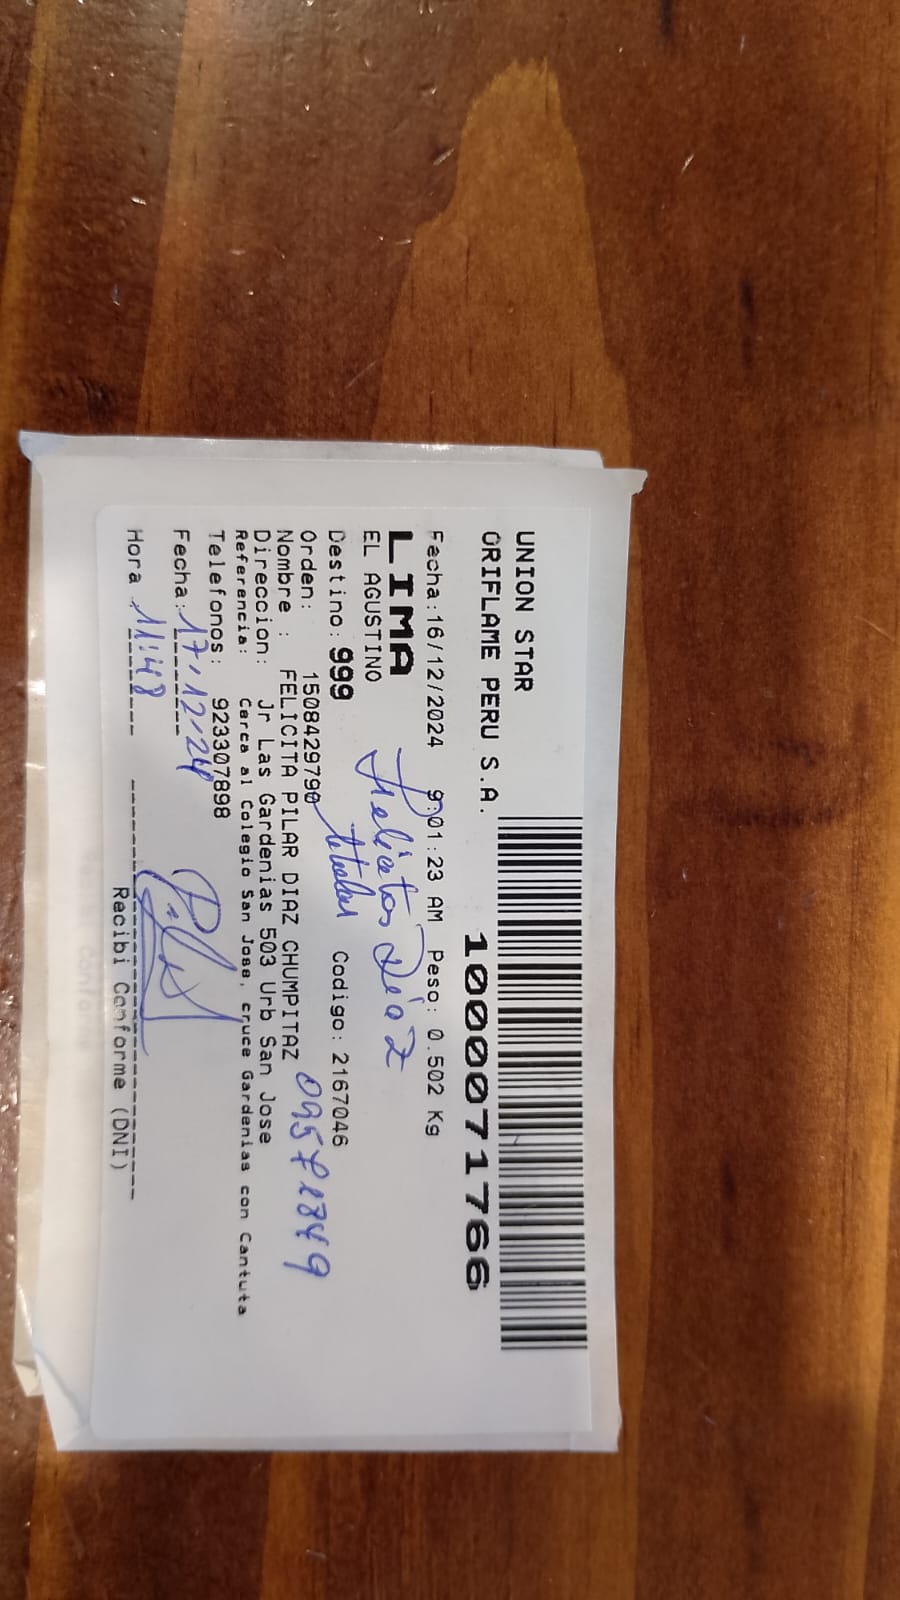 UNION STAR
ORIFLAME PERU S.A.
1000071766
Fecha:16/12/2024 9:01:23 AM Peso: 0.502 Kg
LIMA
EL AGUSTINO
Díaz
Destino: 999 titular Codigo: 2167046
Orden: 1508429790
Nombre : FELICITA PILAR DIAZ CHUMPITAZ
Direccion: Jr Las Gardenias 503 Urb San Jose
Referencia: Cerca al Colegio San Jose, cruce Gardenias con Cantuta
Telefonos: 923307898
Fecha: 17.12.24
Hora 11:48
Recibi Conforme (DNI)